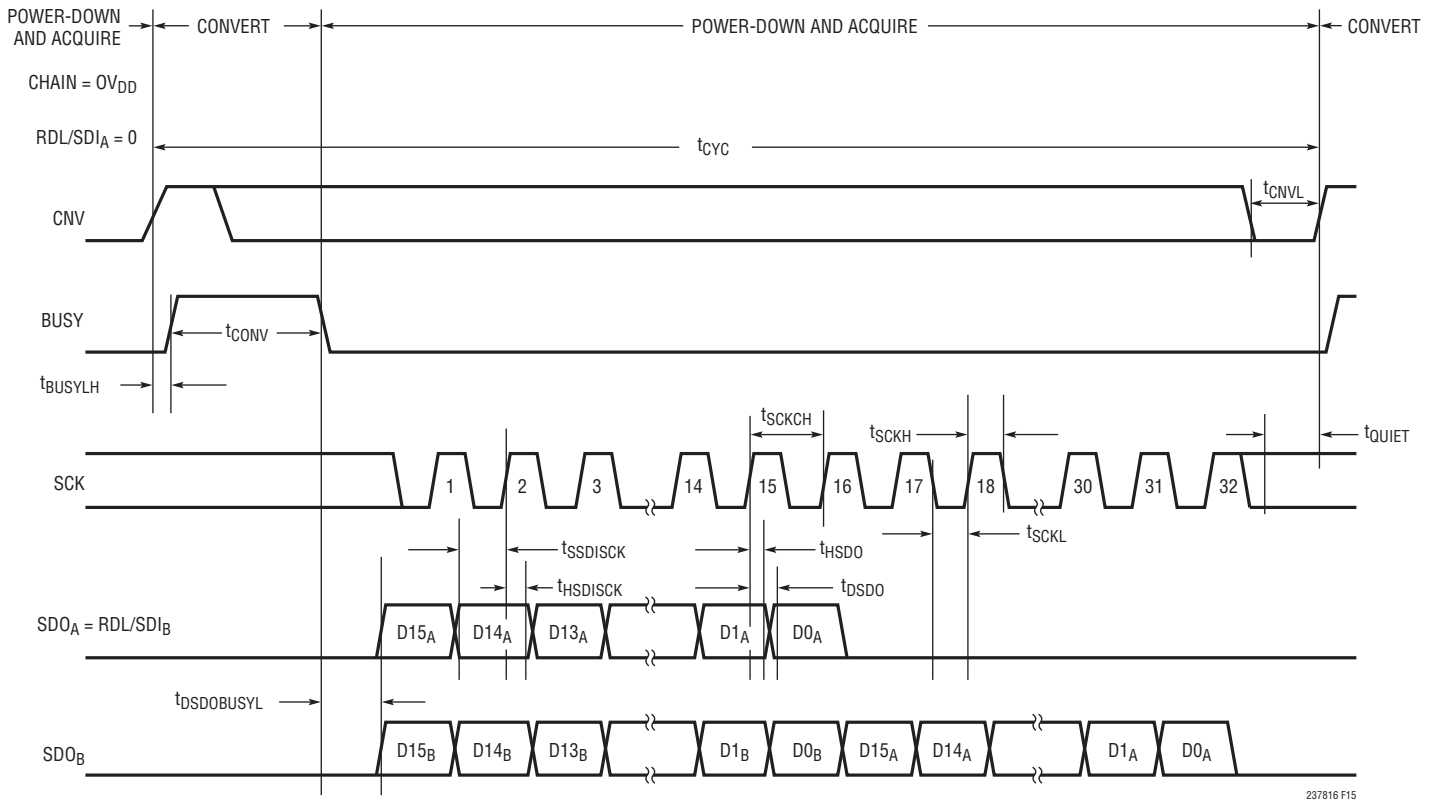 POWER-DOWN
AND ACQUIRE
CONVERT
POWER-DOWN AND ACQUIRE
CONVERT
CHAIN = OVDD
RDL/SDIA = 0
tCYC
CNV
tCNVL
BUSY
tCONV
tBUSYLH
tSCKCH
tSCKH
tQUIET
SCK
1 2 3 14 15 16 17 18 30 31 32
tSSDISCK
tHSDO
tSCKL
tHSDISCK
tDSDO
SDOA = RDL/SDIB
D15A D14A D13A D1A D0A
tDSDOBUSYL
SDOB
D15B D14B D13B D1B D0B D15A D14A D1A D0A
237816 F15